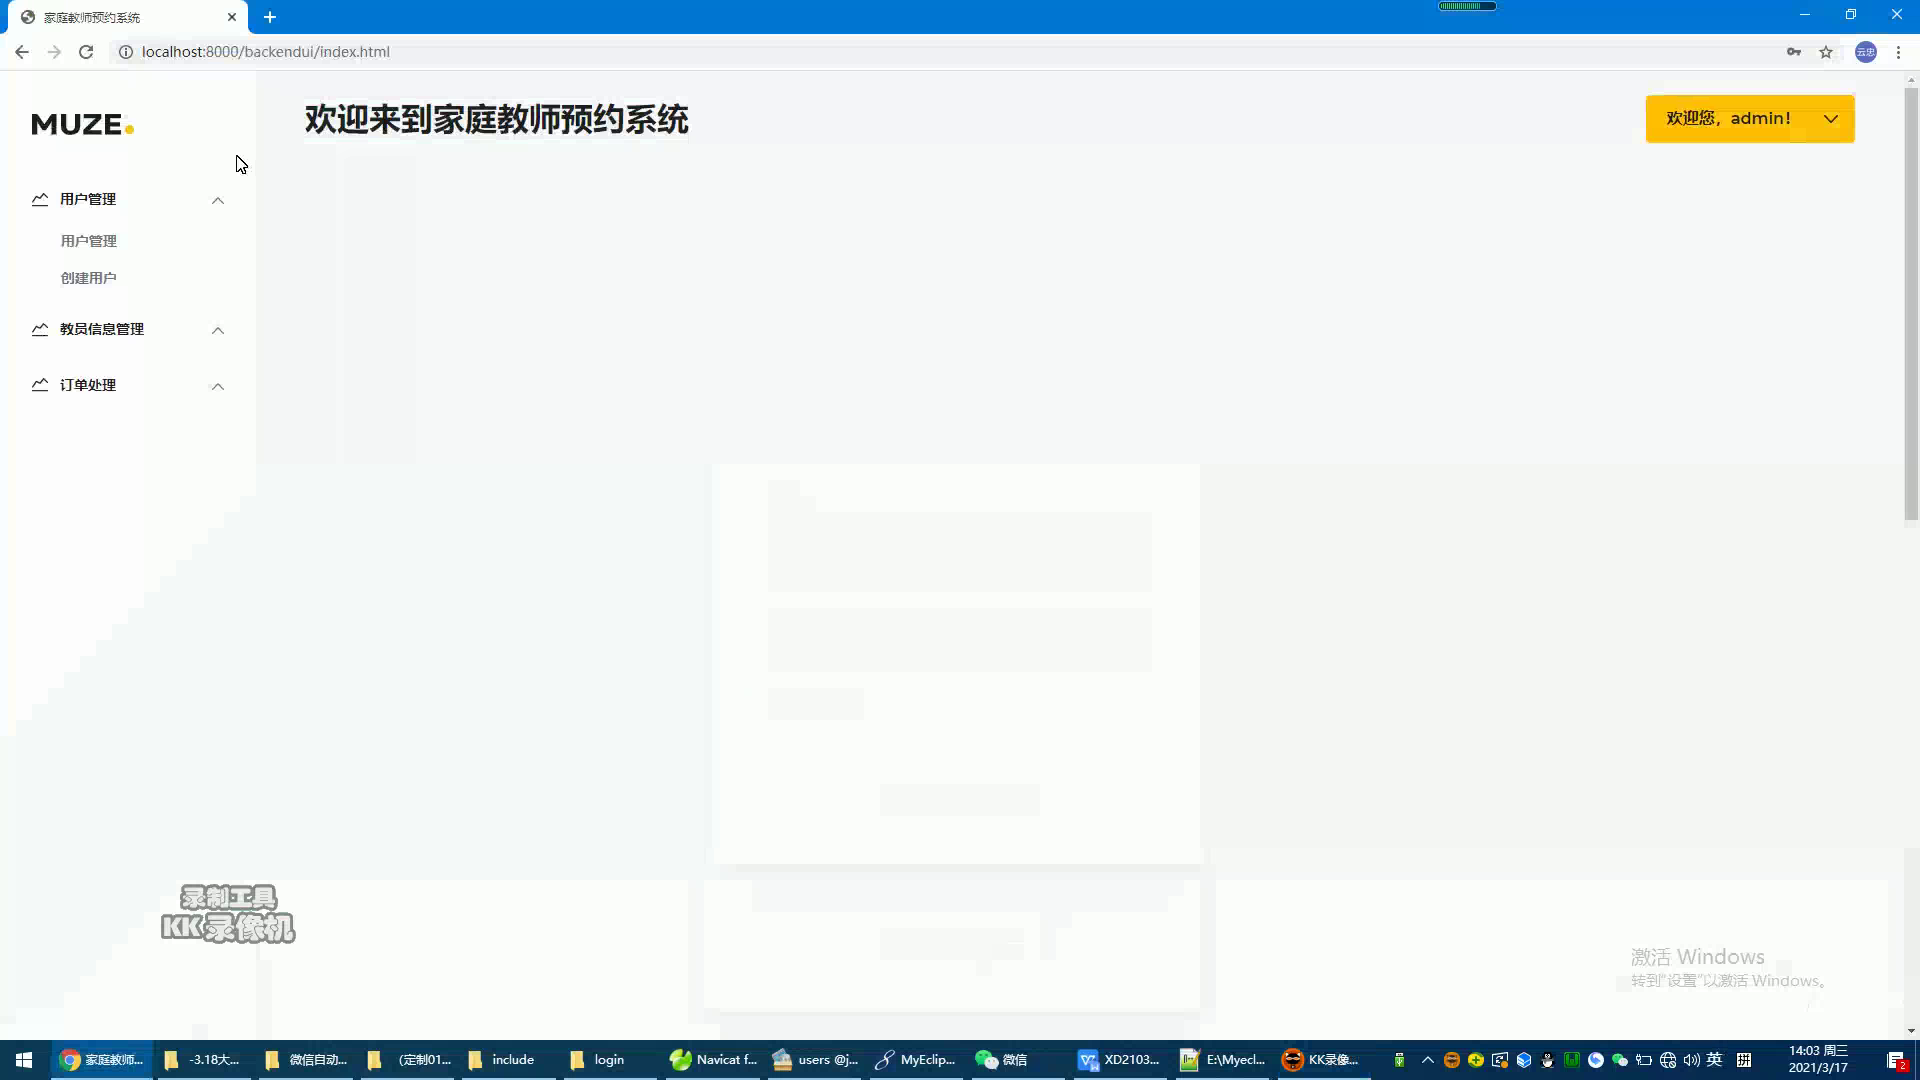 家庭教师预约系统
localhost:8000/backendui/index.html
云忠
MUZE.
欢迎来到家庭教师预约系统
欢迎您，admin！
用户管理
用户管理
创建用户
教员信息管理
订单处理
录制工具
KK录像机
激活 Windows
转到“设置”以激活 Windows。
家庭教师...
-3.18大...
微信自动...
(定制01...
include
login
Navicat f...
users @j...
MyEclip...
微信
XD2103...
E:\Myecl...
KK录像...
英
14:03 周三
2021/3/17
2